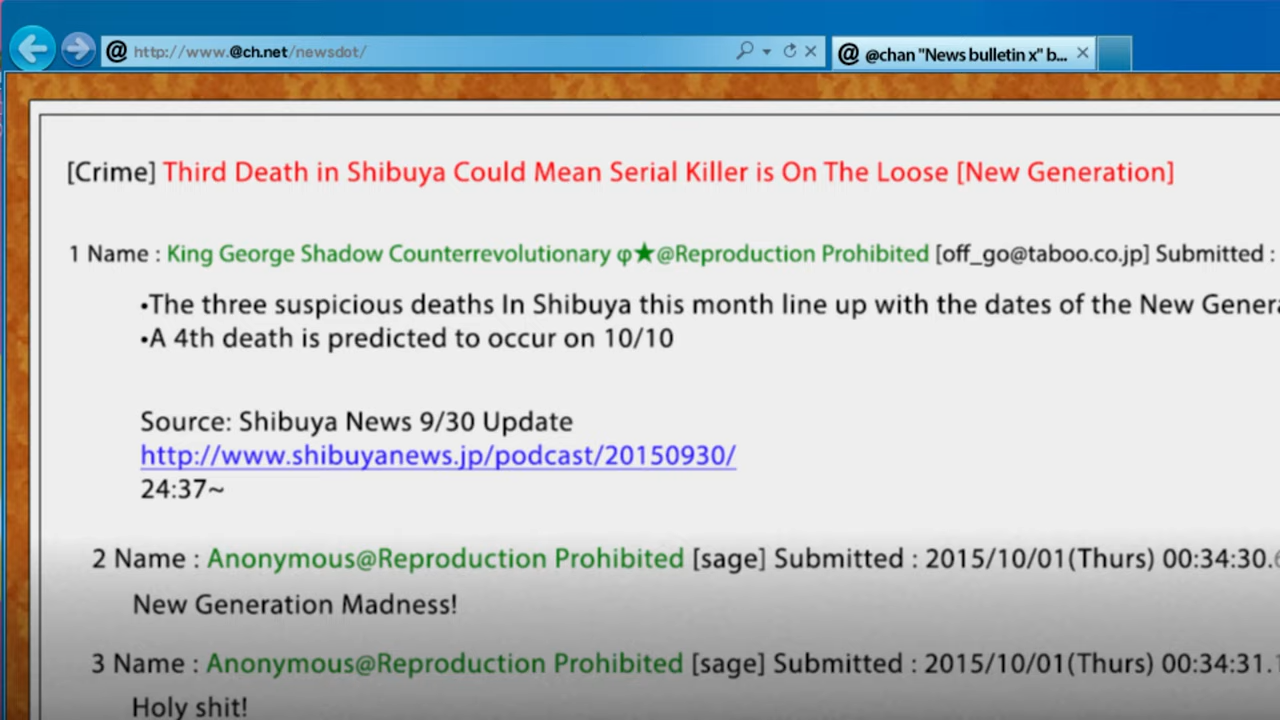 http://www.@ch.net/newsdot/
@chan "News bulletin x" b...
[Crime] Third Death in Shibuya Could Mean Serial Killer is On The Loose [New Generation]
1 Name : King George Shadow Counterrevolutionary φ★@Reproduction Prohibited [off_go@taboo.co.jp] Submitted :
•The three suspicious deaths In Shibuya this month line up with the dates of the New Genera
•A 4th death is predicted to occur on 10/10
Source: Shibuya News 9/30 Update
http://www.shibuyanews.jp/podcast/20150930/
24:37~
2 Name : Anonymous@Reproduction Prohibited [sage] Submitted : 2015/10/01(Thurs) 00:34:30.
New Generation Madness!
3 Name : Anonymous@Reproduction Prohibited [sage] Submitted : 2015/10/01(Thurs) 00:34:31.
Holy shit!